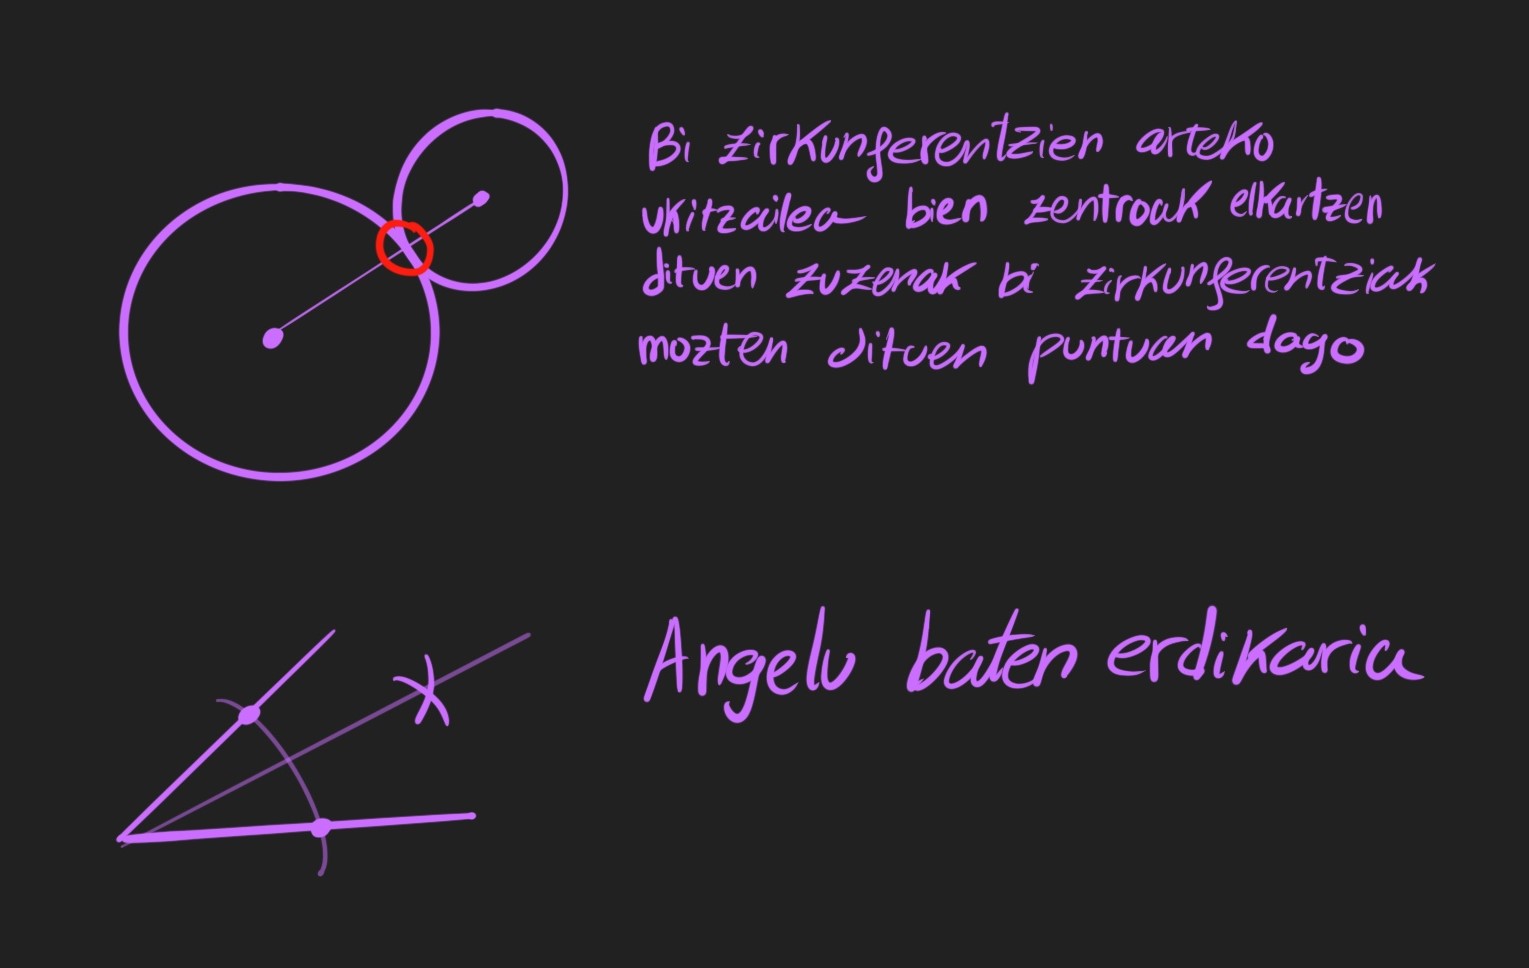 Bi zirkunferentzien arteko
ukitzailea bien zentroak elkartzen
dituen zuzenak bi zirkunferentziak
mozten dituen puntuan dago
Angelu baten erdikaria